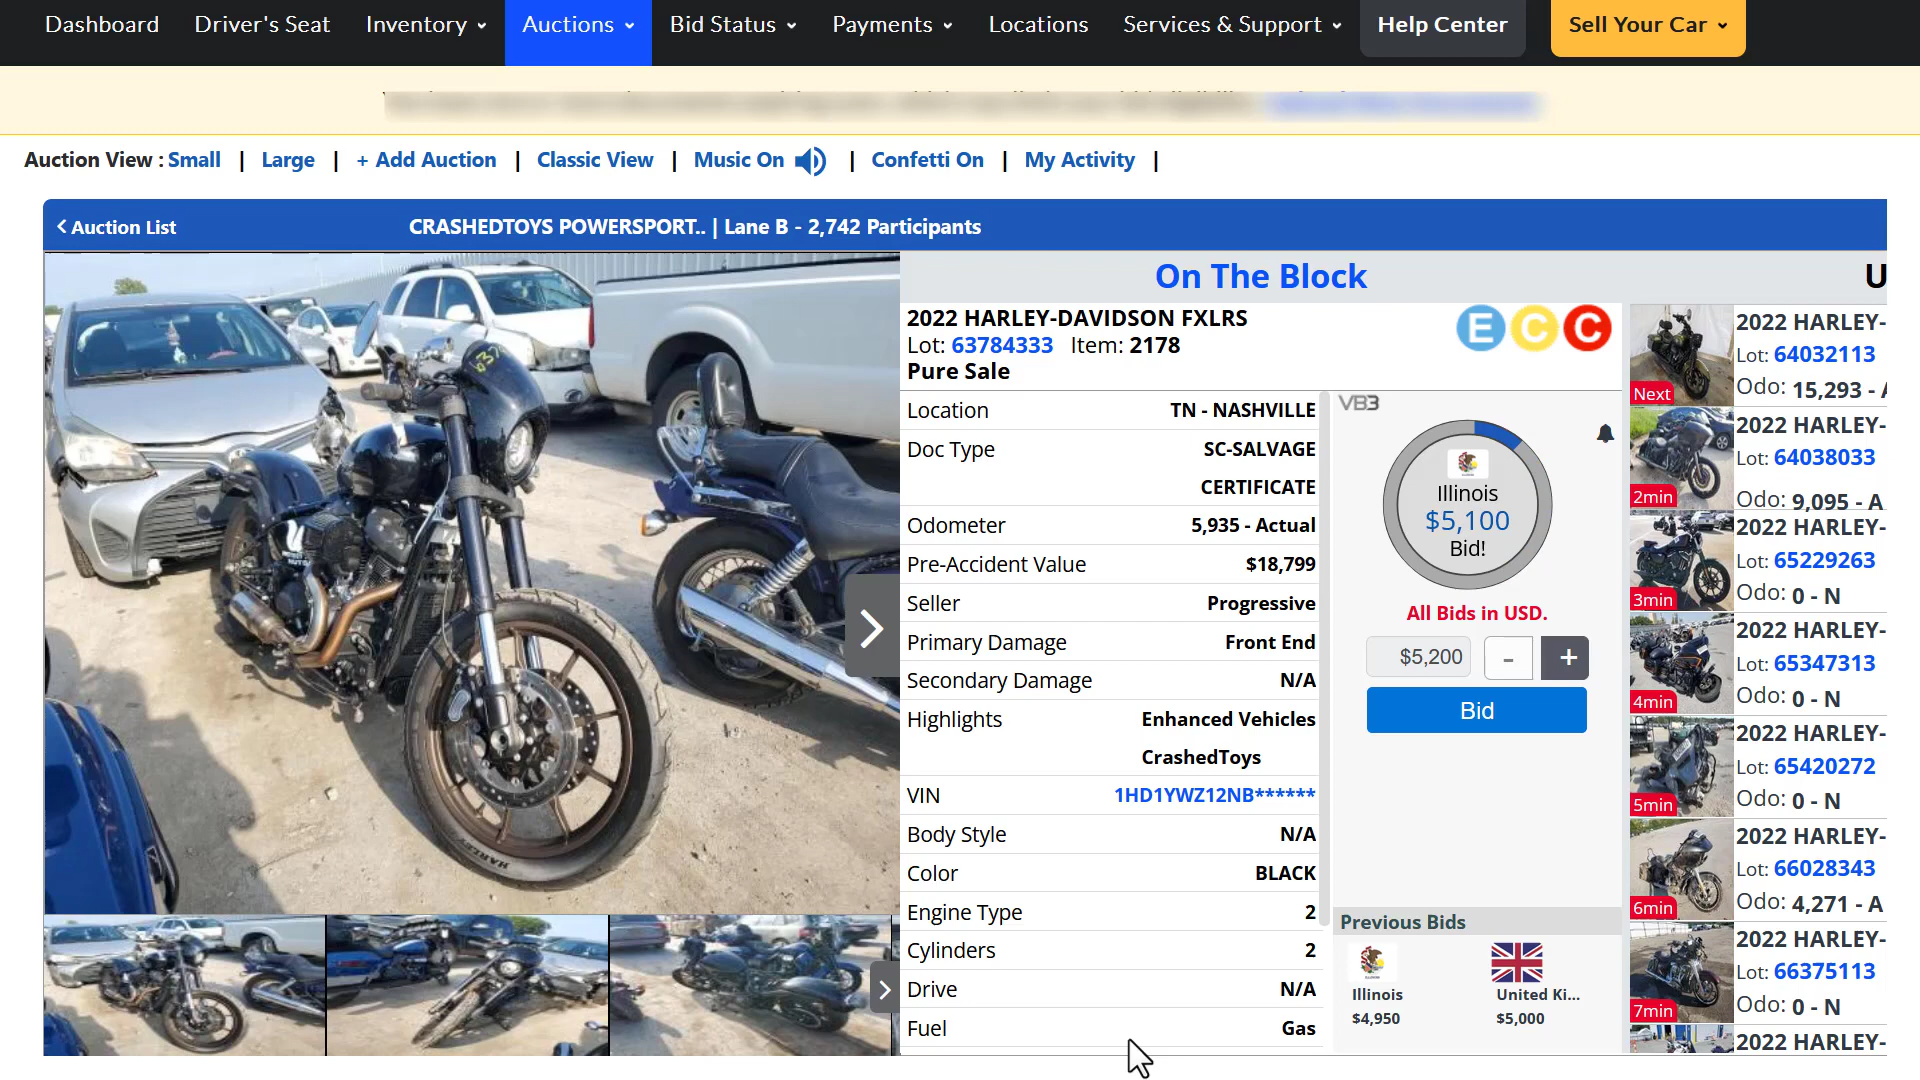 Dashboard
Driver's Seat
Inventory
Auctions
Bid Status
Payments
Locations
Services & Support
Help Center
Sell Your Car
Auction View : Small | Large | + Add Auction | Classic View | Music On | Confetti On | My Activity |
Auction List
CRASHEDTOYS POWERSPORT.. | Lane B - 2,742 Participants
On The Block
U
2022 HARLEY-DAVIDSON FXLRS
Lot: 63784333 Item: 2178
Pure Sale
E C C
Location TN - NASHVILLE
Doc Type SC-SALVAGE
CERTIFICATE
Odometer 5,935 - Actual
Pre-Accident Value $18,799
Seller Progressive
Primary Damage Front End
Secondary Damage N/A
Highlights Enhanced Vehicles
CrashedToys
VIN 1HD1YWZ12NB******
Body Style N/A
Color BLACK
Engine Type 2
Cylinders 2
Drive N/A
Fuel Gas
VB3
Illinois
$5,100
Bid!
All Bids in USD.
$5,200 - +
Bid
Previous Bids
Illinois
$4,950
United Ki...
$5,000
2022 HARLEY-
Lot: 64032113
Odo: 15,293 - A
Next
2022 HARLEY-
Lot: 64038033
Odo: 9,095 - A
2min
2022 HARLEY-
Lot: 65229263
Odo: 0 - N
3min
2022 HARLEY-
Lot: 65347313
Odo: 0 - N
4min
2022 HARLEY-
Lot: 65420272
Odo: 0 - N
5min
2022 HARLEY-
Lot: 66028343
Odo: 4,271 - A
6min
2022 HARLEY-
Lot: 66375113
Odo: 0 - N
7min
2022 HARLEY-
HARLEY